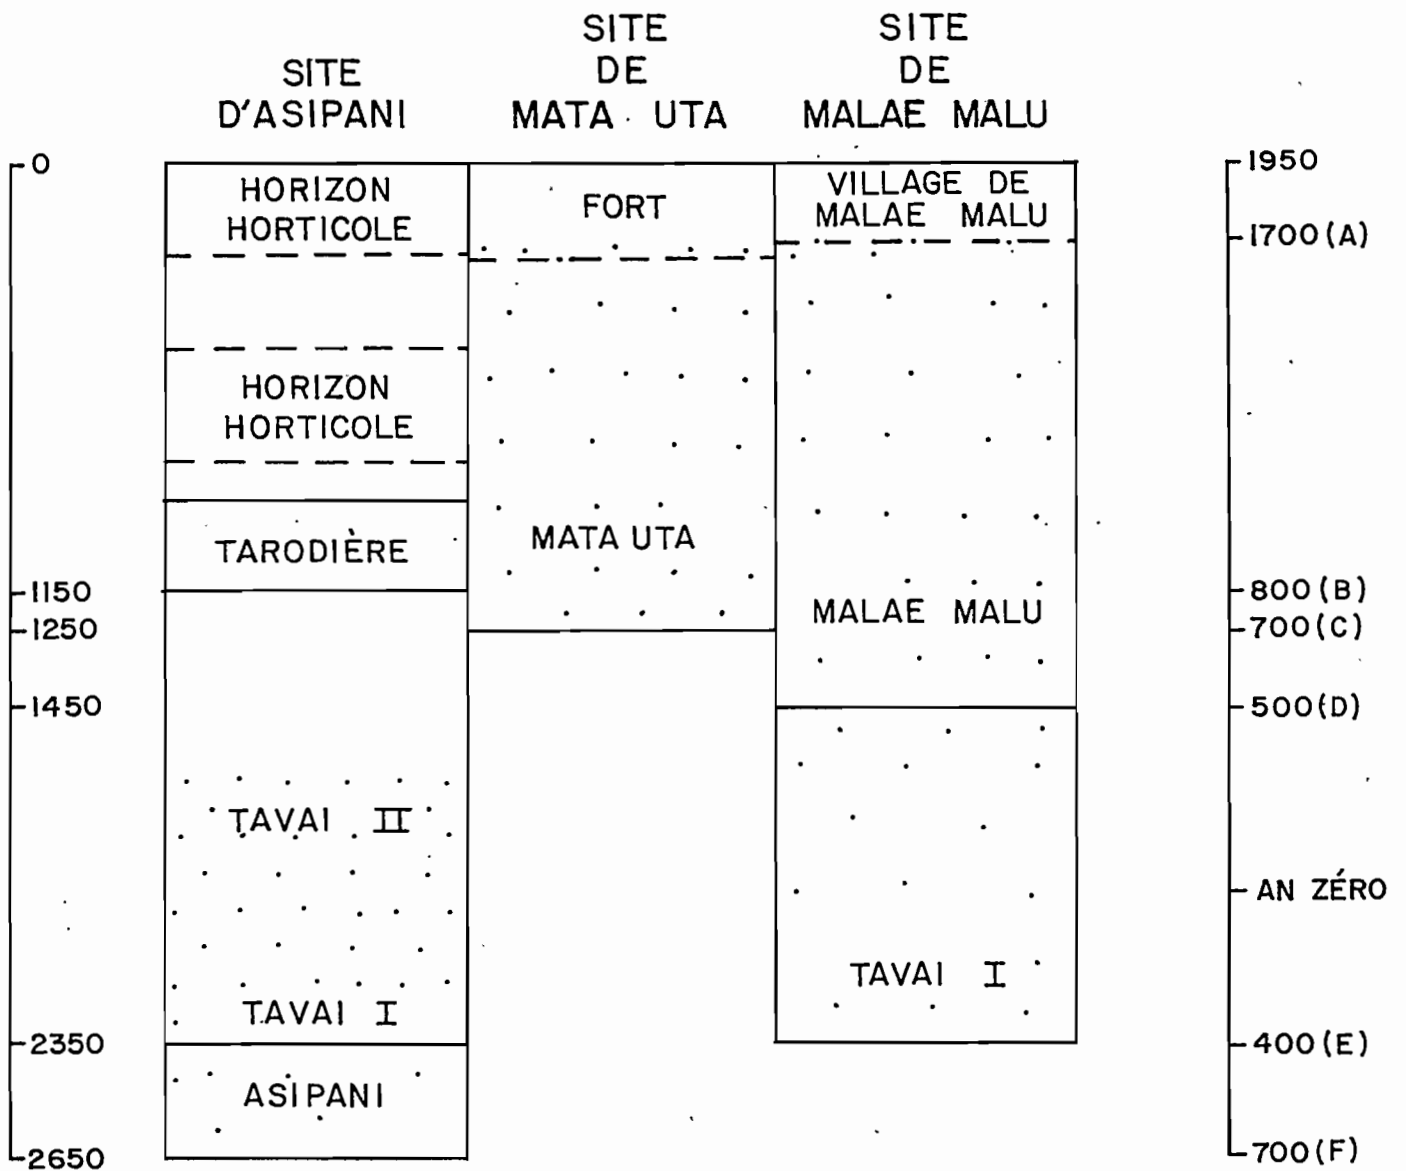 SITE
D'ASIPANI
SITE
DE
MATA UTA
SITE
DE
MALAE MALU
0
1150
1250
1450
2350
2650
HORIZON
HORTICOLE
HORIZON
HORTICOLE
TARODIÈRE
TAVAI II
TAVAI I
ASIPANI
FORT
MATA UTA
VILLAGE DE
MALAE MALU
MALAE MALU
TAVAI I
1950
1700 (A)
800 (B)
700 (C)
500 (D)
AN ZÉRO
400 (E)
700 (F)